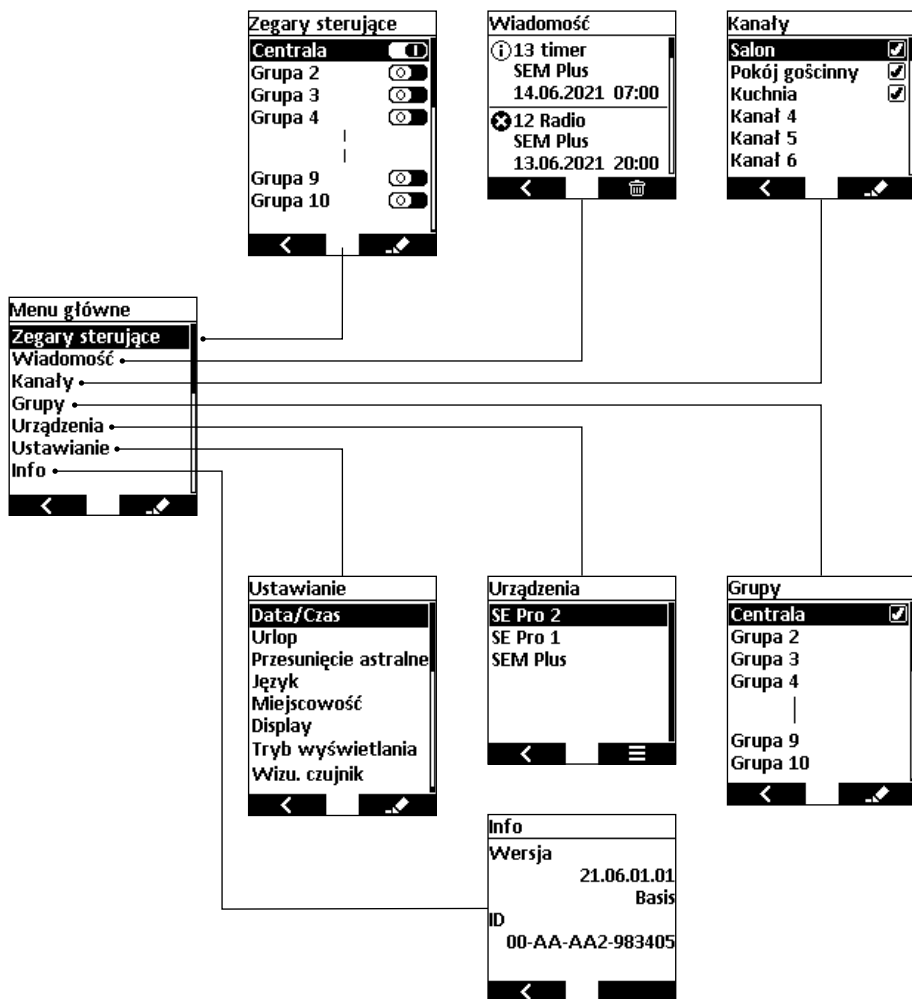 Zegary sterujące
Centrala
Grupa 2
Grupa 3
Grupa 4
Grupa 9
Grupa 10
Wiadomość
13 timer
SEM Plus
14.06.2021 07:00
12 Radio
SEM Plus
13.06.2021 20:00
Kanały
Salon
Pokój gościnny
Kuchnia
Kanał 4
Kanał 5
Kanał 6
Menu główne
Zegary sterujące
Wiadomość
Kanały
Grupy
Urządzenia
Ustawianie
Info
Ustawianie
Data/Czas
Urlop
Przesunięcie astralne
Język
Miejscowość
Display
Tryb wyświetlania
Wizu. czujnik
Urządzenia
SE Pro 2
SE Pro 1
SEM Plus
Grupy
Centrala
Grupa 2
Grupa 3
Grupa 4
Grupa 9
Grupa 10
Info
Wersja
21.06.01.01
Basis
ID
00-AA-AA2-983405